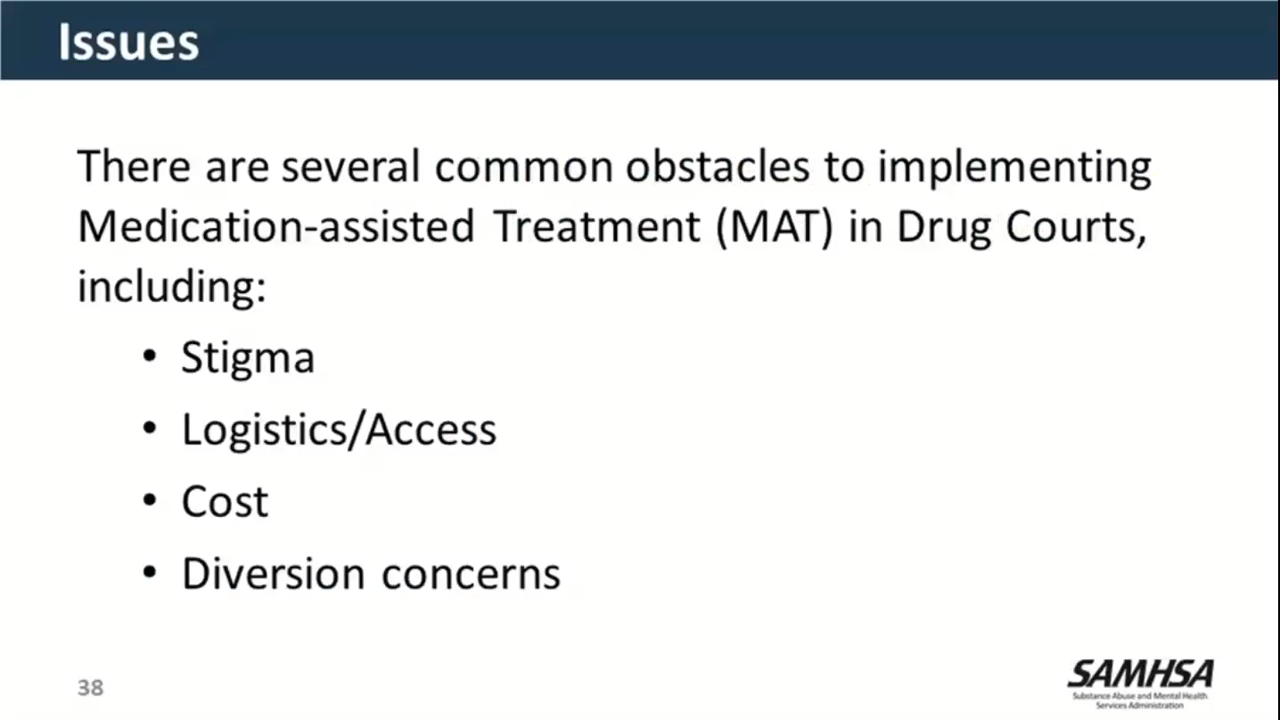 Issues
There are several common obstacles to implementing
Medication-assisted Treatment (MAT) in Drug Courts,
including:
• Stigma
• Logistics/Access
• Cost
• Diversion concerns
38
SAMHSA
Substance Abuse and Mental Health
Services Administration